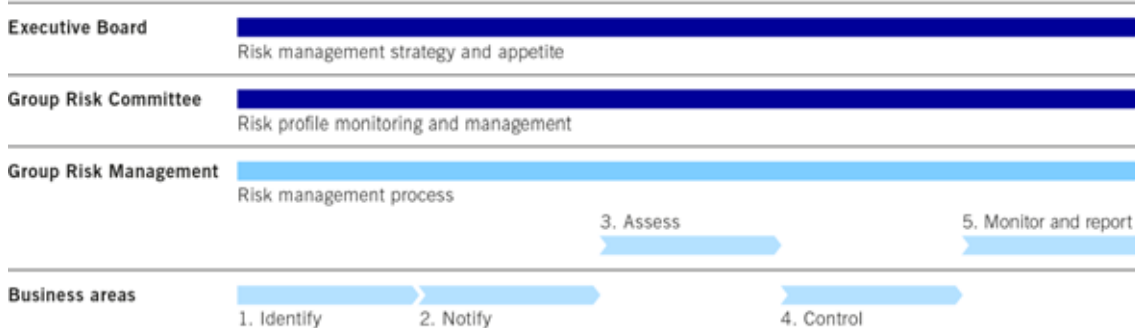 Executive Board
Risk management strategy and appetite
Group Risk Committee
Risk profile monitoring and management
Group Risk Management
Risk management process
3. Assess
5. Monitor and report
Business areas
1. Identify
2. Notify
4. Control